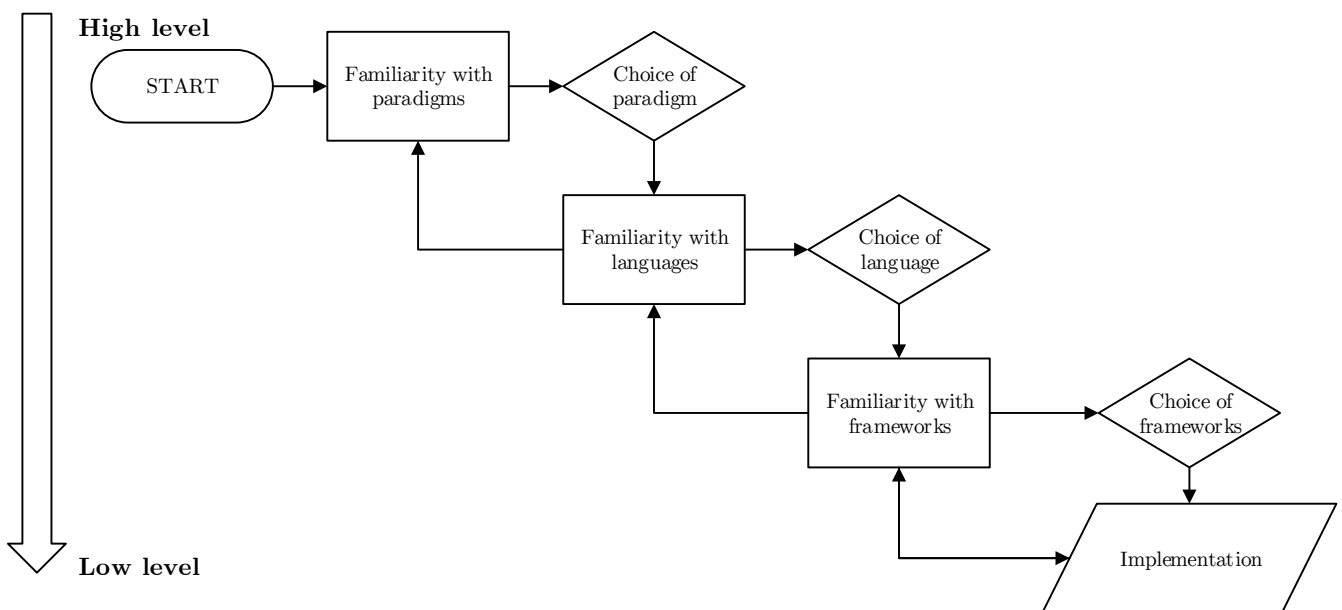 High level
START
Familiarity with
paradigms
Choice of
paradigm
Familiarity with
languages
Choice of
language
Familiarity with
frameworks
Choice of
frameworks
Implementation
Low level